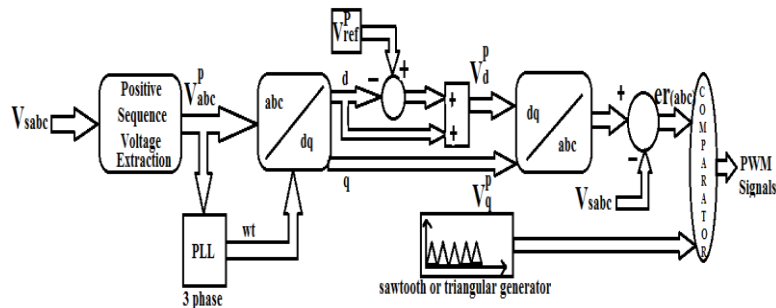 V_sabc
Positive
Sequence
Voltage
Extraction
V^p_abc
PLL
3 phase
wt
abc
dq
d
q
V^P_ref
-
+
+
+
V^p_d
V^p_q
dq
abc
+
-
er(abc)
V_sabc
sawtooth or triangular generator
COMPARATOR
PWM
Signals